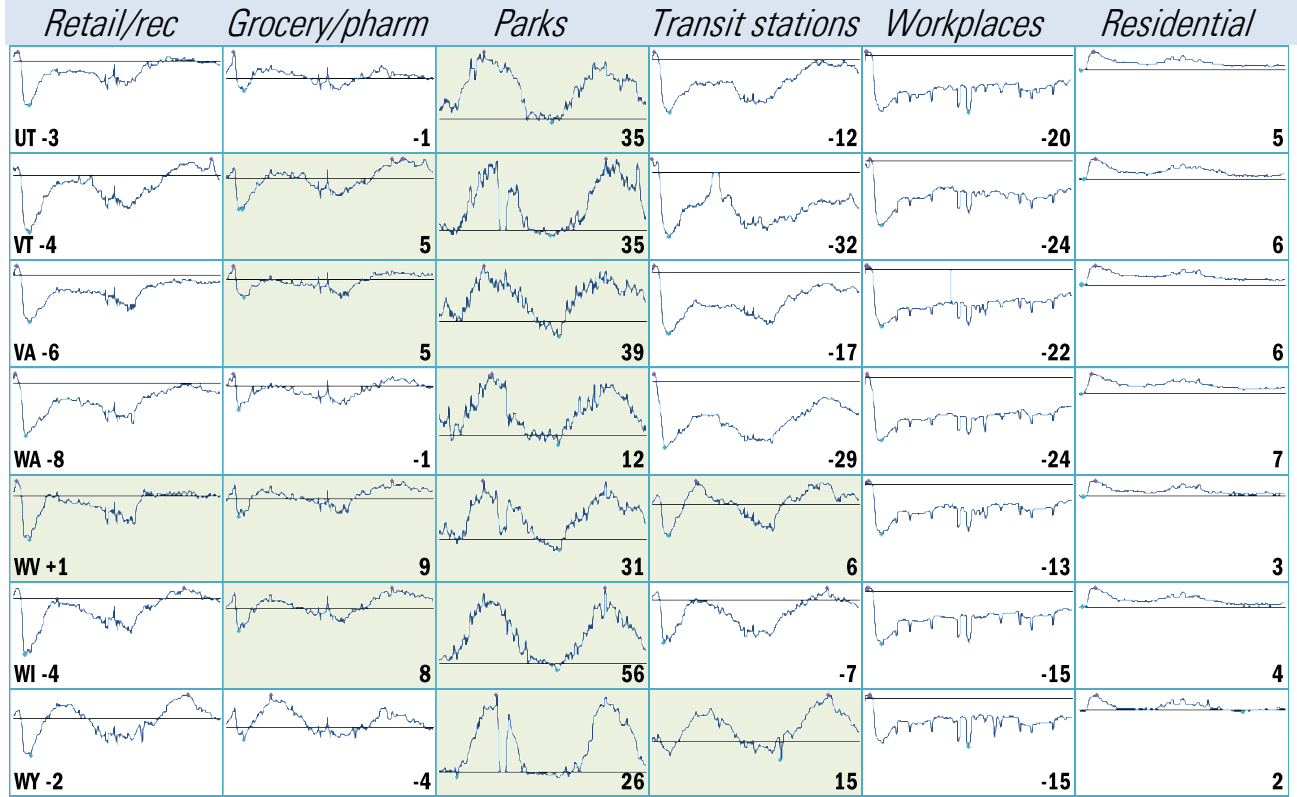 Retail/rec Grocery/pharm Parks Transit stations Workplaces Residential
UT -3 -1 35 -12 -20 5
VT -4 5 35 -32 -24 6
VA -6 5 39 -17 -22 6
WA -8 -1 12 -29 -24 7
WV +1 9 31 6 -13 3
WI -4 8 56 -7 -15 4
WY -2 -4 26 15 -15 2